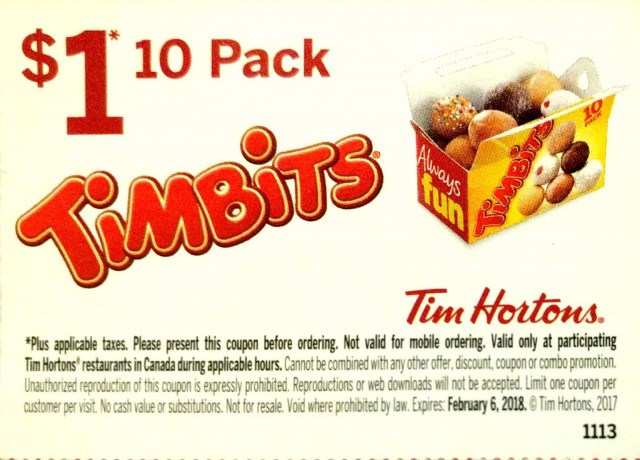 $1* 10 Pack
TiMBiTS®
Always
fun
TiMBiTS
10
PACK
Tim Hortons®
*Plus applicable taxes. Please present this coupon before ordering. Not valid for mobile ordering. Valid only at participating
Tim Hortons® restaurants in Canada during applicable hours. Cannot be combined with any other offer, discount, coupon or combo promotion.
Unauthorized reproduction of this coupon is expressly prohibited. Reproductions or web downloads will not be accepted. Limit one coupon per
customer per visit. No cash value or substitutions. Not for resale. Void where prohibited by law. Expires: February 6, 2018. © Tim Hortons, 2017
1113